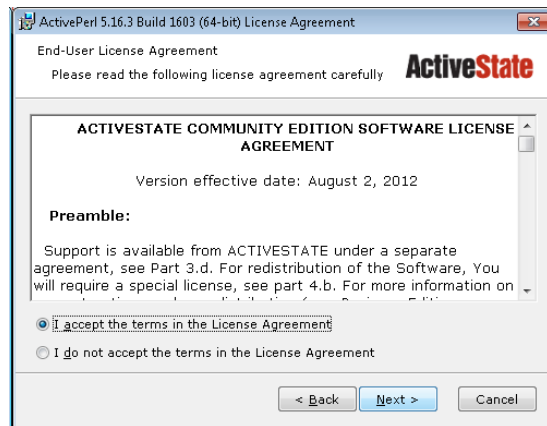 ActivePerl 5.16.3 Build 1603 (64-bit) License Agreement
End-User License Agreement
Please read the following license agreement carefully
ActiveState
ACTIVESTATE COMMUNITY EDITION SOFTWARE LICENSE
AGREEMENT
Version effective date: August 2, 2012
Preamble:
Support is available from ACTIVESTATE under a separate
agreement, see Part 3.d. For redistribution of the Software, You
will require a special license, see part 4.b. For more information on
I accept the terms in the License Agreement
I do not accept the terms in the License Agreement
< Back
Next >
Cancel